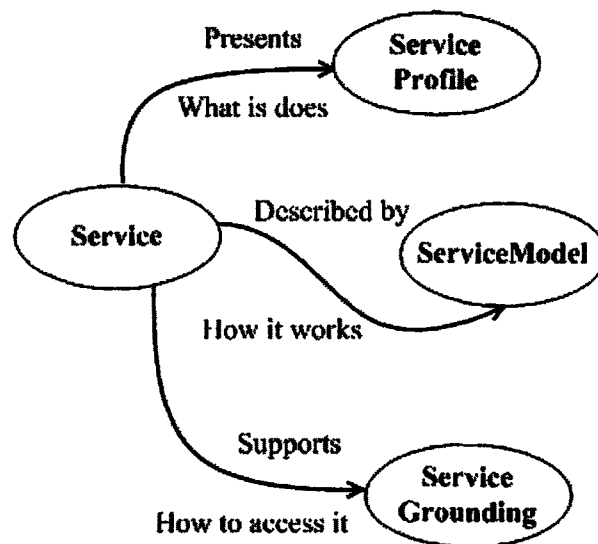 Presents
Service
Profile
What is does
Service
Described by
ServiceModel
How it works
Supports
Service
Grounding
How to access it